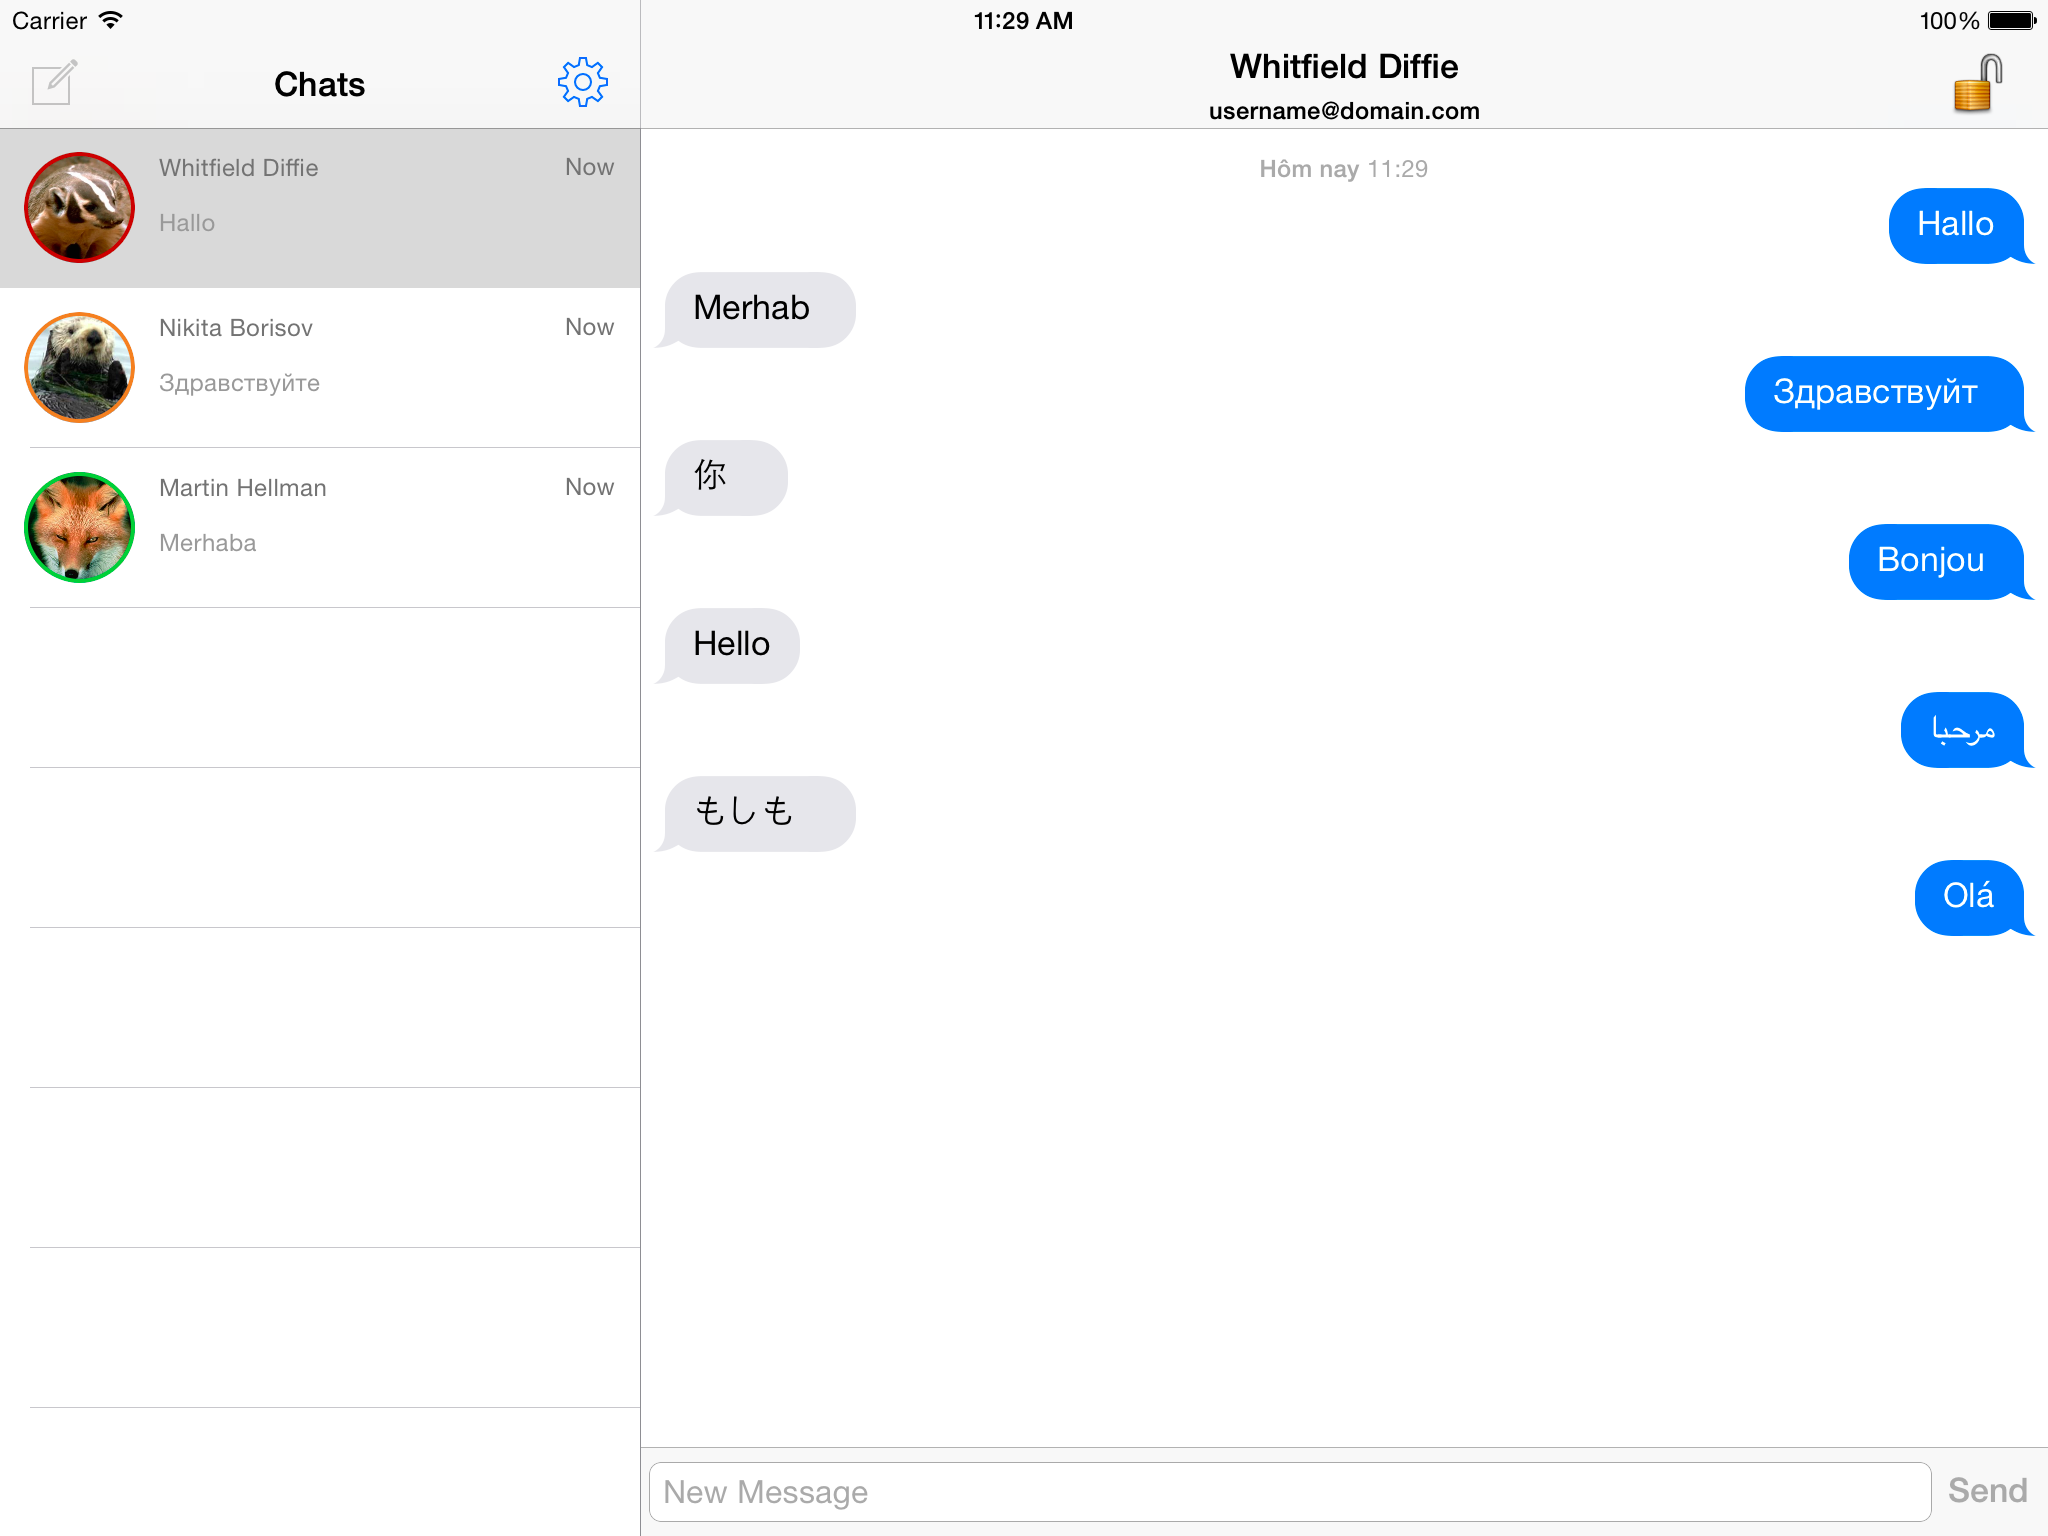 Carrier
11:29 AM
100%
Chats
Whitfield Diffie
username@domain.com
Whitfield Diffie
Now
Hallo
Nikita Borisov
Now
Здравствуйте
Martin Hellman
Now
Merhaba
Hôm nay 11:29
Hallo
Merhab
Здравствуйт
你
Bonjou
Hello
مرحبا
もしも
Olá
New Message
Send